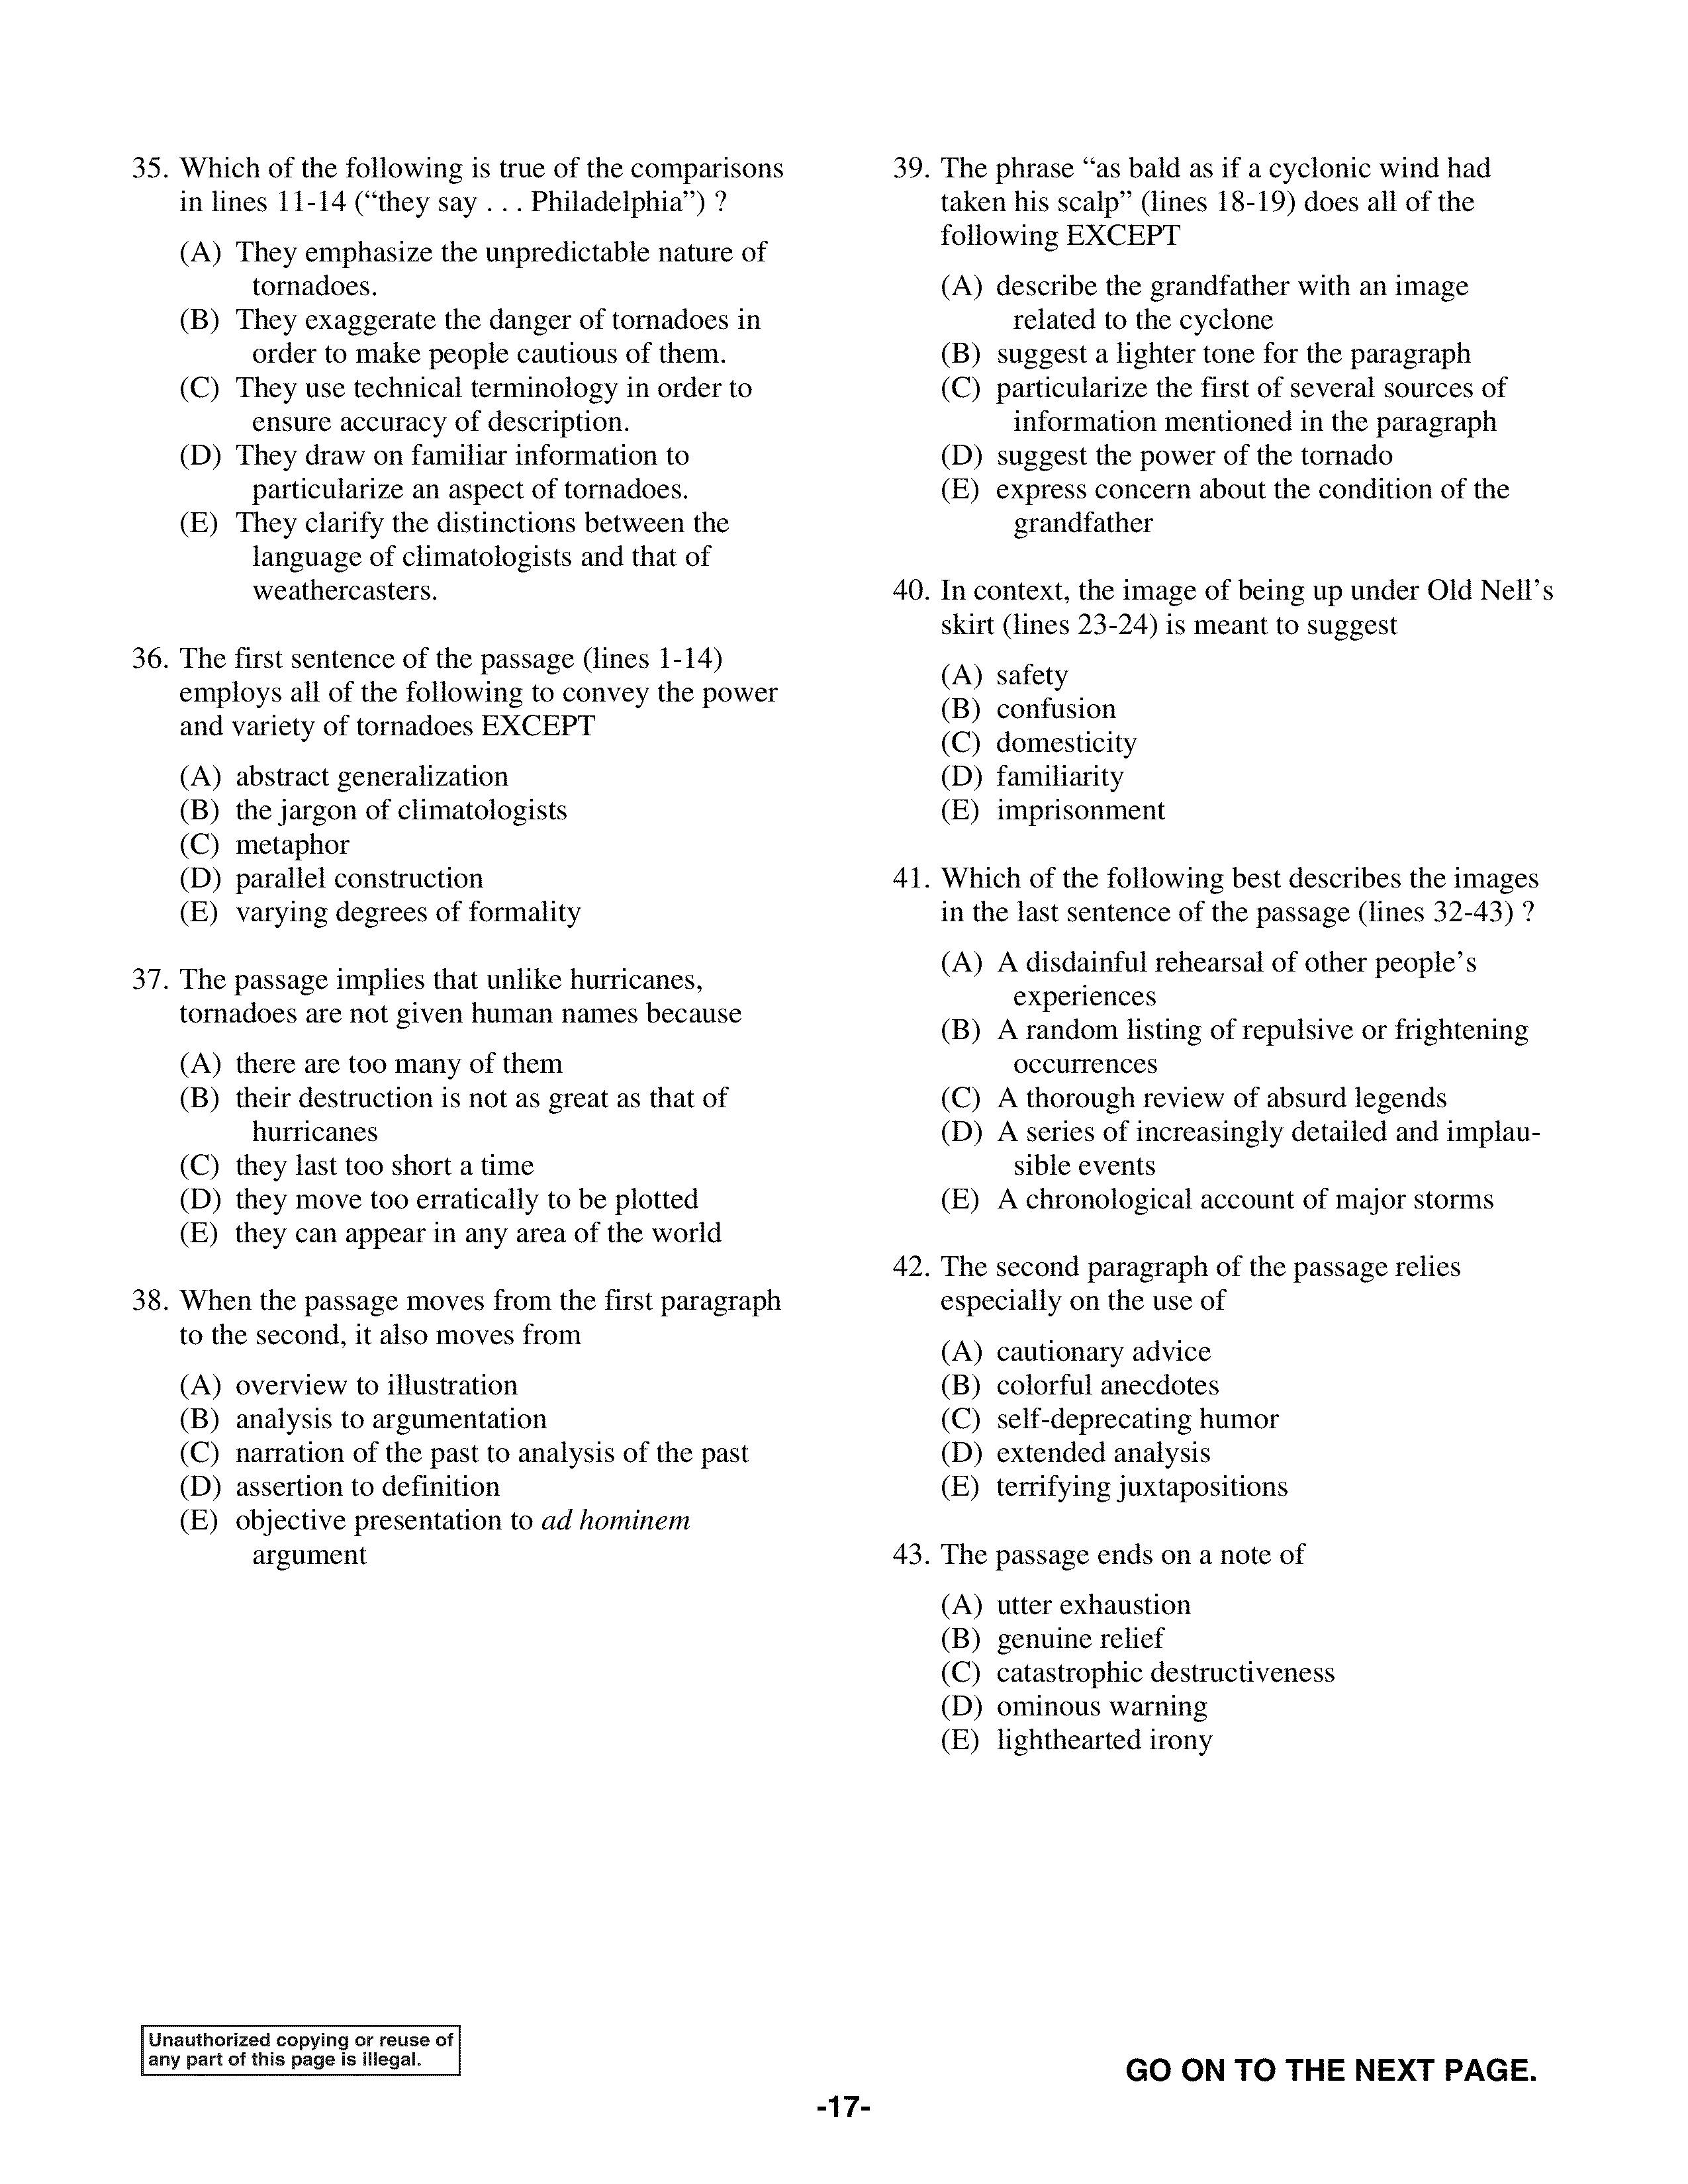 35. Which of the following is true of the comparisons
in lines 11-14 (“they say . . . Philadelphia”) ?
(A) They emphasize the unpredictable nature of
tornadoes.
(B) They exaggerate the danger of tornadoes in
order to make people cautious of them.
(C) They use technical terminology in order to
ensure accuracy of description.
(D) They draw on familiar information to
particularize an aspect of tornadoes.
(E) They clarify the distinctions between the
language of climatologists and that of
weathercasters.
36. The first sentence of the passage (lines 1-14)
employs all of the following to convey the power
and variety of tornadoes EXCEPT
(A) abstract generalization
(B) the jargon of climatologists
(C) metaphor
(D) parallel construction
(E) varying degrees of formality
37. The passage implies that unlike hurricanes,
tornadoes are not given human names because
(A) there are too many of them
(B) their destruction is not as great as that of
hurricanes
(C) they last too short a time
(D) they move too erratically to be plotted
(E) they can appear in any area of the world
38. When the passage moves from the first paragraph
to the second, it also moves from
(A) overview to illustration
(B) analysis to argumentation
(C) narration of the past to analysis of the past
(D) assertion to definition
(E) objective presentation to ad hominem
argument
39. The phrase “as bald as if a cyclonic wind had
taken his scalp” (lines 18-19) does all of the
following EXCEPT
(A) describe the grandfather with an image
related to the cyclone
(B) suggest a lighter tone for the paragraph
(C) particularize the first of several sources of
information mentioned in the paragraph
(D) suggest the power of the tornado
(E) express concern about the condition of the
grandfather
40. In context, the image of being up under Old Nell’s
skirt (lines 23-24) is meant to suggest
(A) safety
(B) confusion
(C) domesticity
(D) familiarity
(E) imprisonment
41. Which of the following best describes the images
in the last sentence of the passage (lines 32-43) ?
(A) A disdainful rehearsal of other people’s
experiences
(B) A random listing of repulsive or frightening
occurrences
(C) A thorough review of absurd legends
(D) A series of increasingly detailed and implau-
sible events
(E) A chronological account of major storms
42. The second paragraph of the passage relies
especially on the use of
(A) cautionary advice
(B) colorful anecdotes
(C) self-deprecating humor
(D) extended analysis
(E) terrifying juxtapositions
43. The passage ends on a note of
(A) utter exhaustion
(B) genuine relief
(C) catastrophic destructiveness
(D) ominous warning
(E) lighthearted irony
Unauthorized copying or reuse of
any part of this page is illegal.
GO ON TO THE NEXT PAGE.
-17-